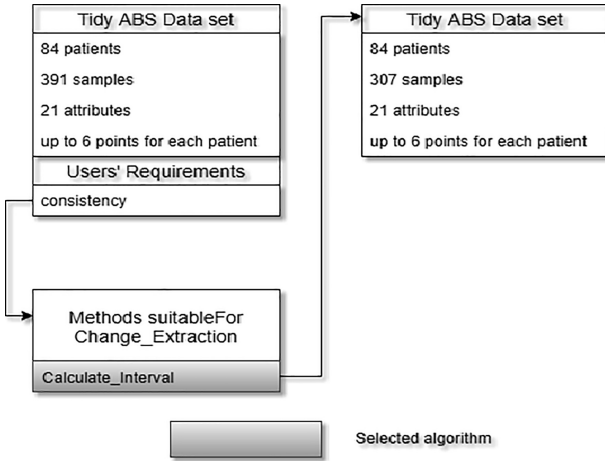 Tidy ABS Data set
84 patients
391 samples
21 attributes
up to 6 points for each patient
Users' Requirements
consistency
Methods suitableFor
Change_Extraction
Calculate_Interval
Tidy ABS Data set
84 patients
307 samples
21 attributes
up to 6 points for each patient
Selected algorithm